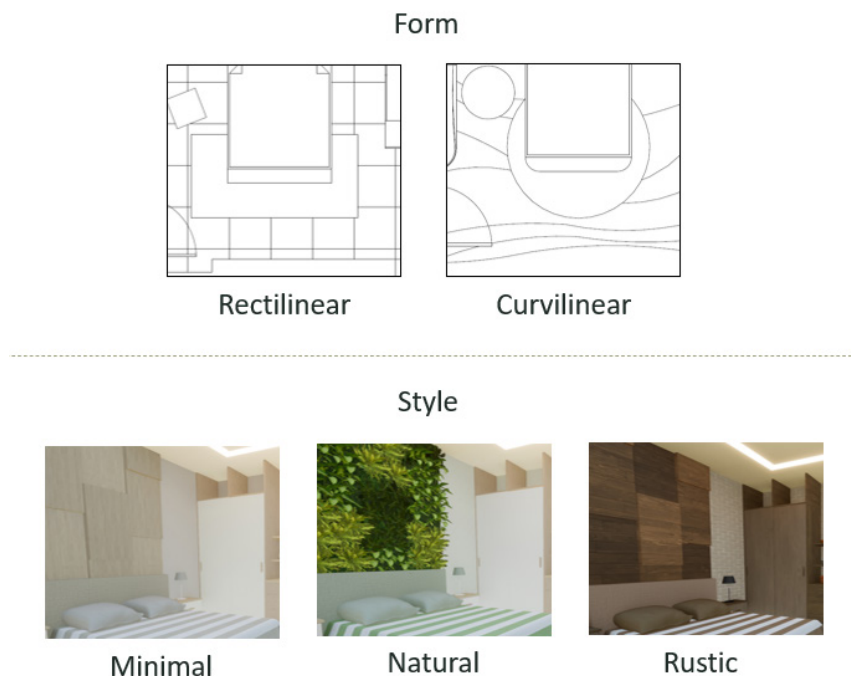 Form
Rectilinear
Curvilinear
Style
Minimal
Natural
Rustic